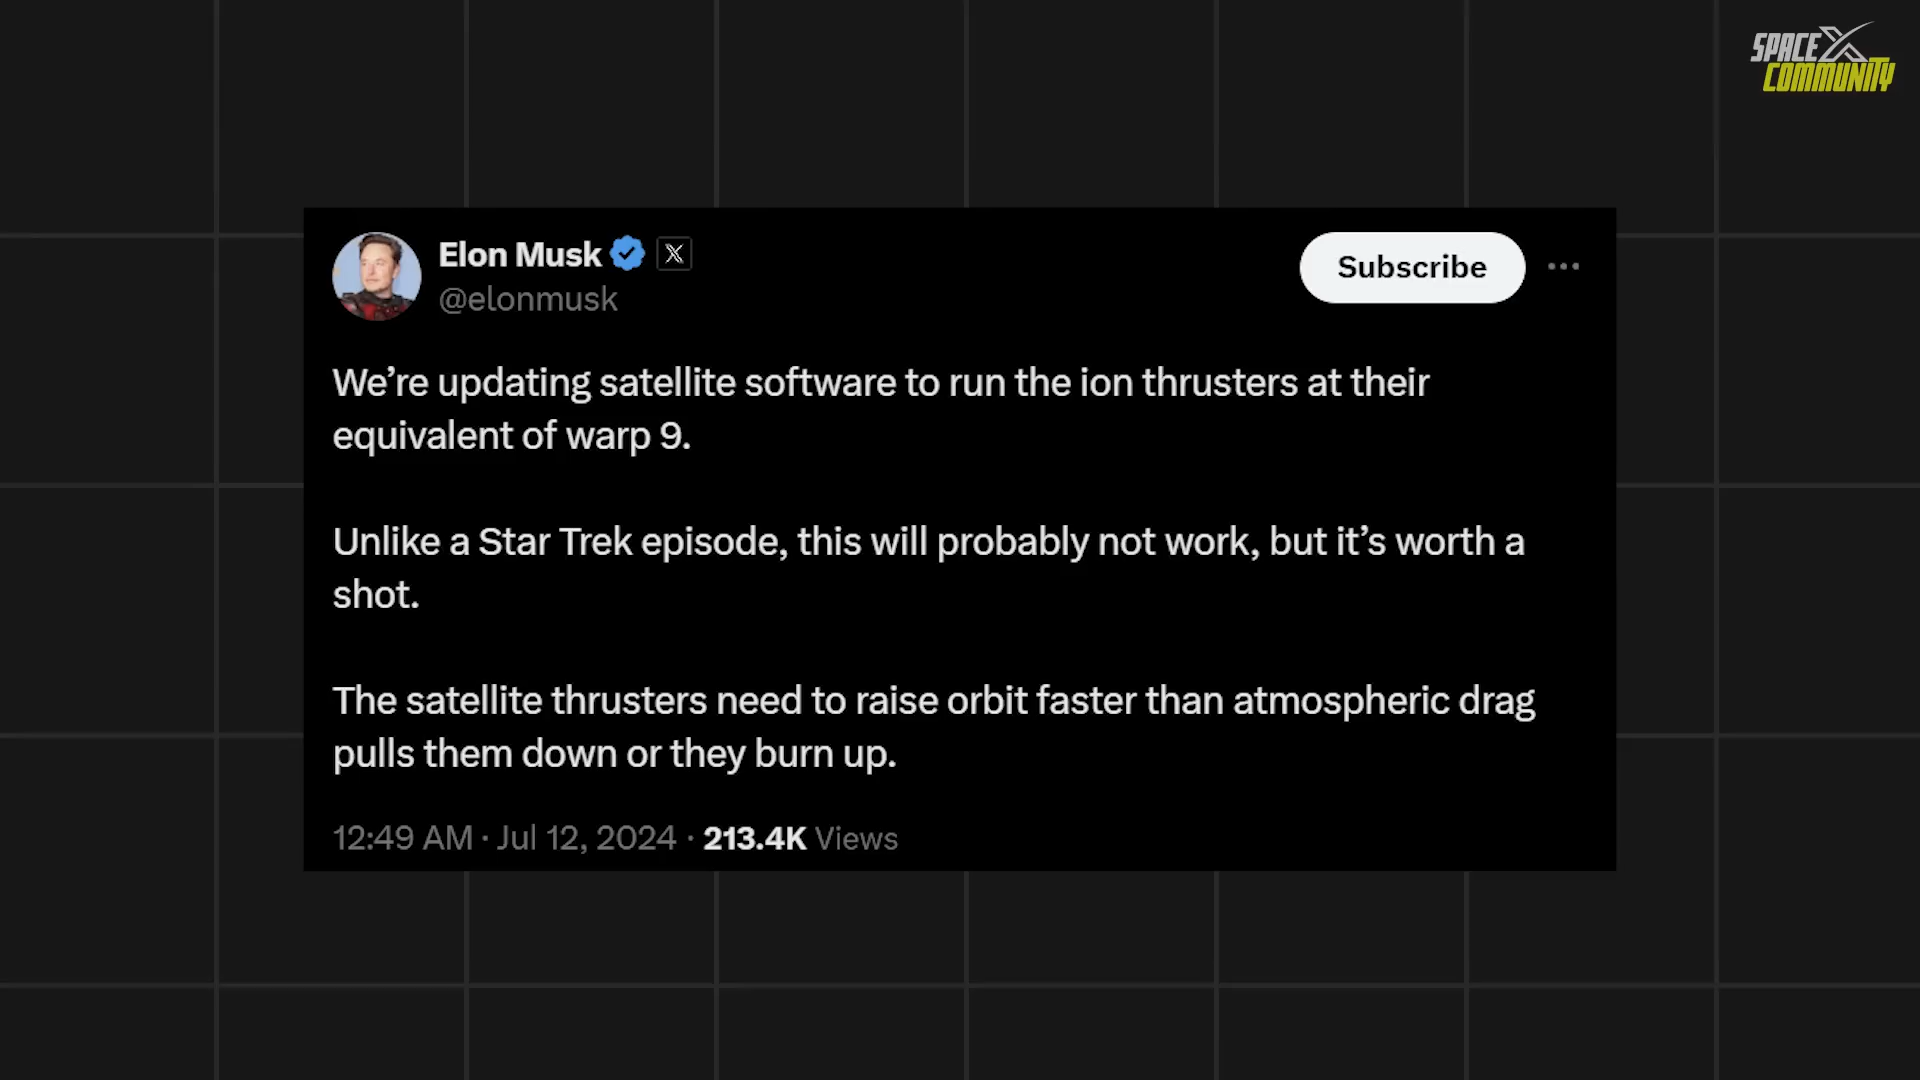 SPACEX
COMMUNITY
Elon Musk X
@elonmusk
Subscribe
We’re updating satellite software to run the ion thrusters at their
equivalent of warp 9.
Unlike a Star Trek episode, this will probably not work, but it’s worth a
shot.
The satellite thrusters need to raise orbit faster than atmospheric drag
pulls them down or they burn up.
12:49 AM · Jul 12, 2024 · 213.4K Views